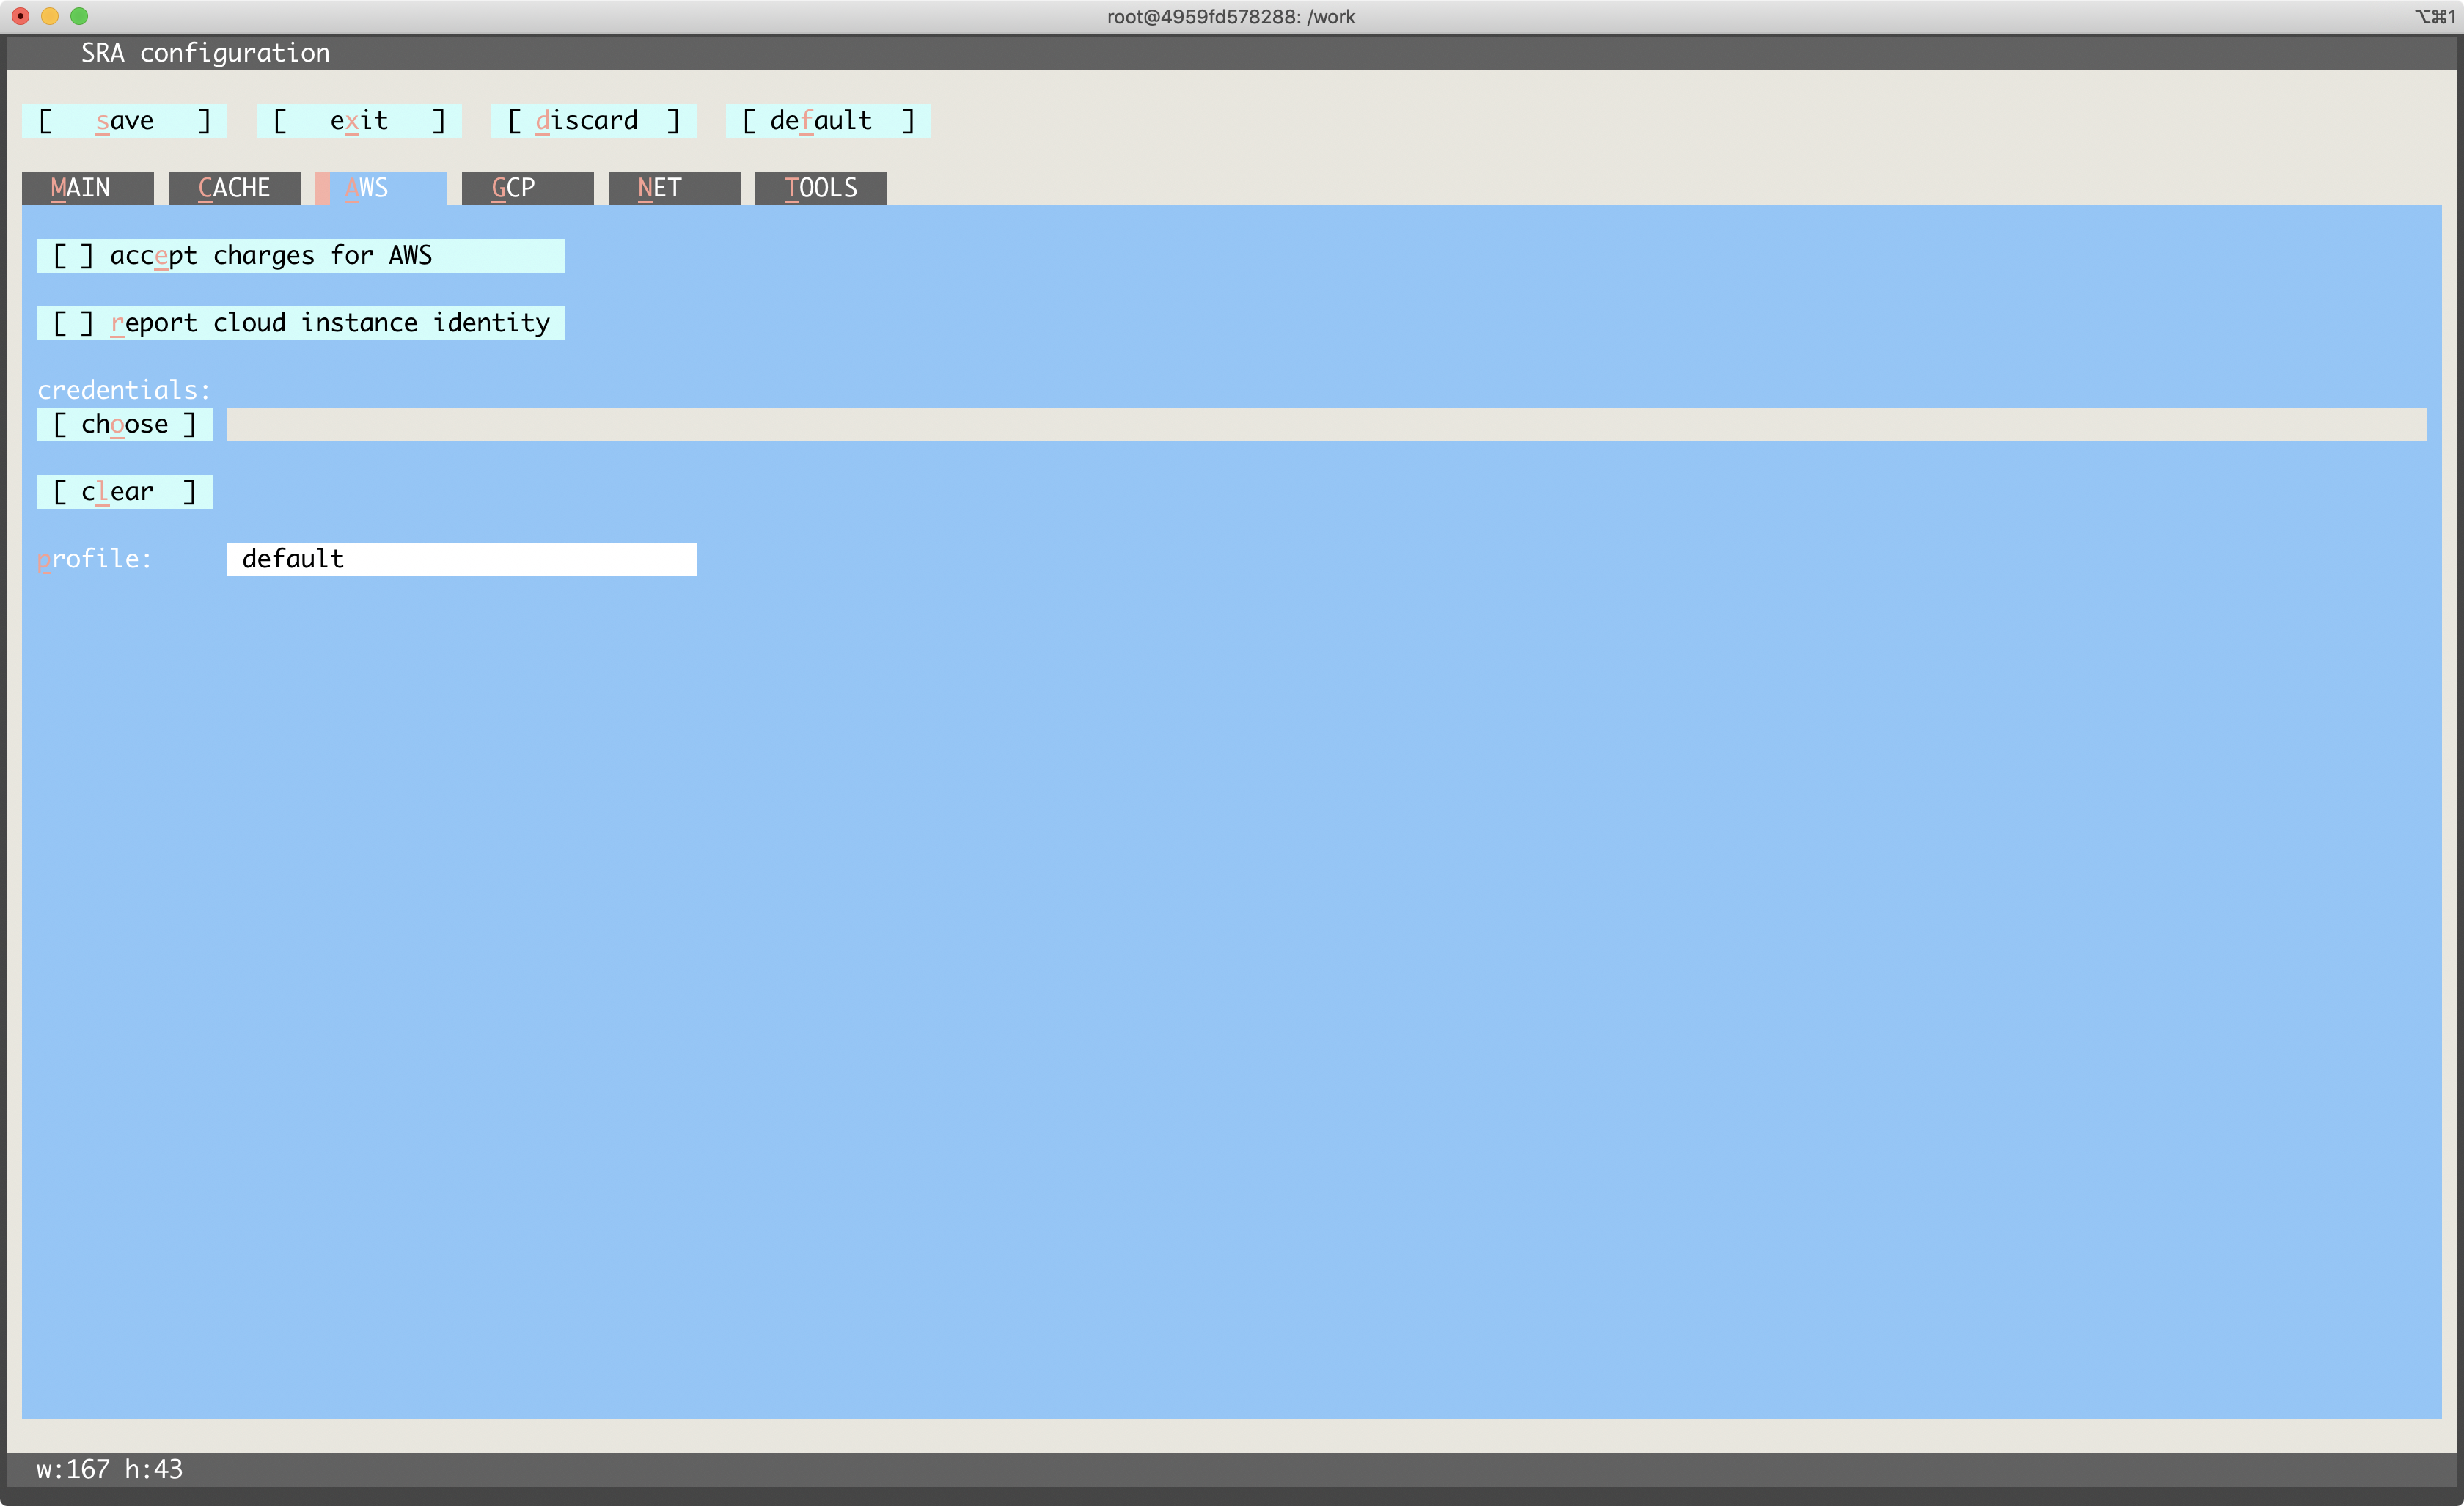 root@4959fd578288: /work ⌥⌘1
SRA configuration
[ save ] [ exit ] [ discard ] [ default ]
MAIN CACHE AWS GCP NET TOOLS
[ ] accept charges for AWS
[ ] report cloud instance identity
credentials:
[ choose ]
[ clear ]
profile: default
w:167 h:43